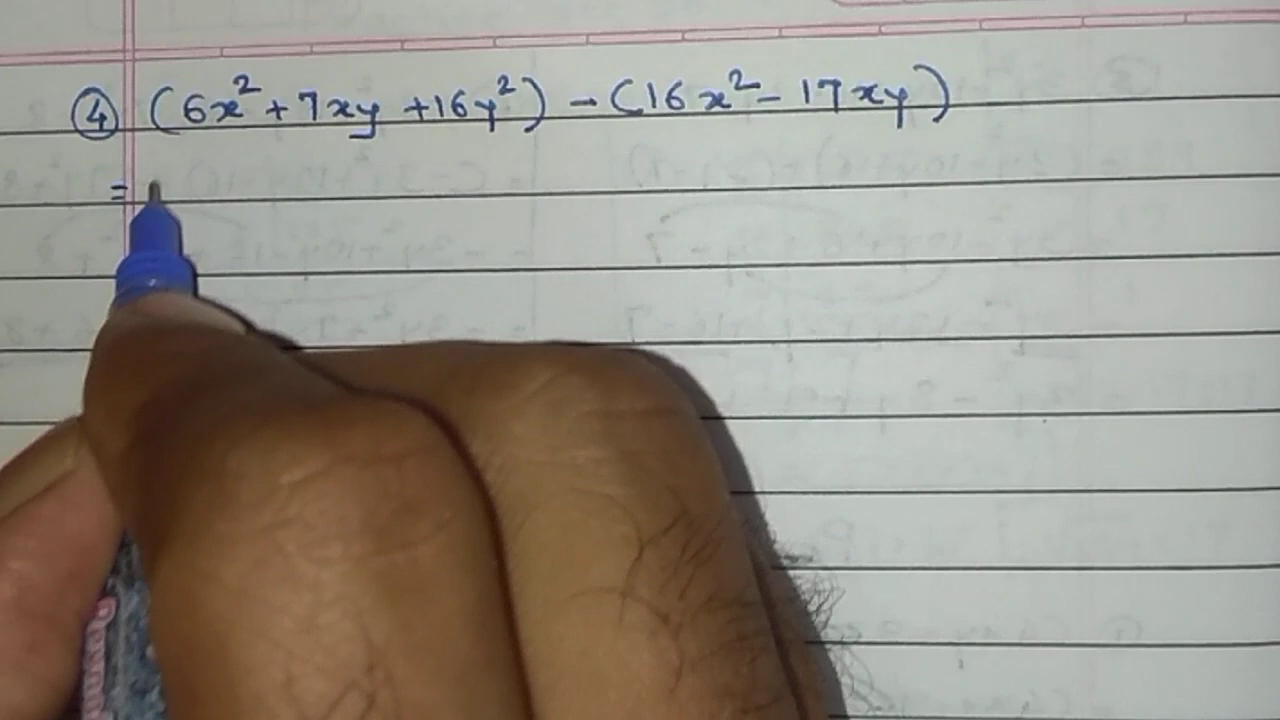 ④ (6x² + 7xy + 16y²) - (16x² - 17xy)
=